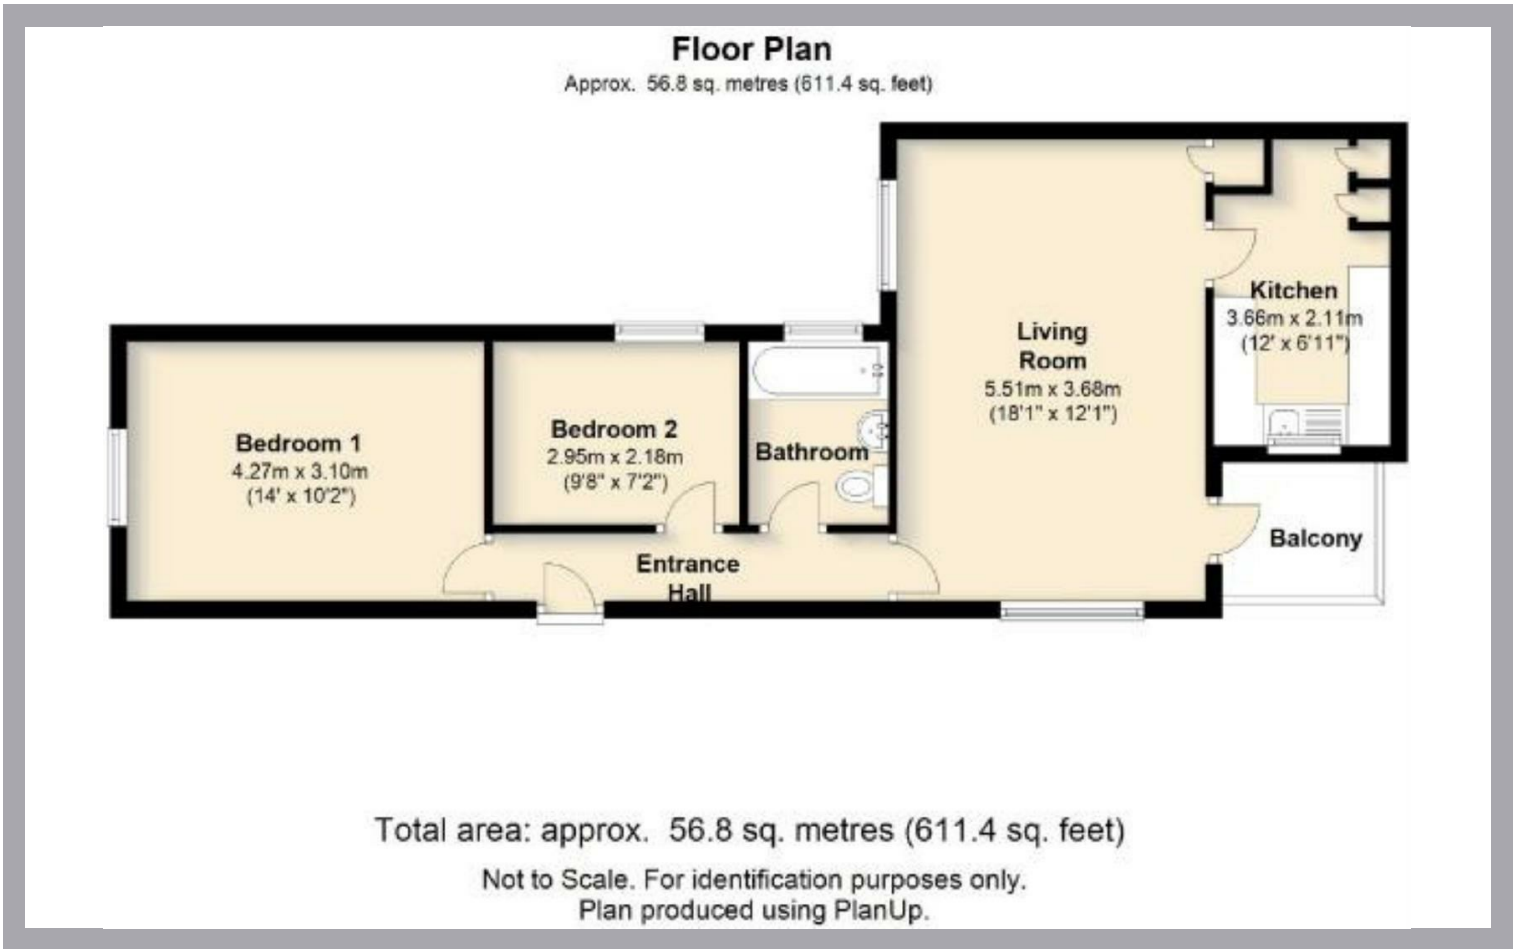 Floor Plan
Approx. 56.8 sq. metres (611.4 sq. feet)
Kitchen
3.66m x 2.11m
(12' x 6'11")
Living
Room
5.51m x 3.68m
(18'1" x 12'1")
Bedroom 1
4.27m x 3.10m
(14' x 10'2")
Bedroom 2
2.95m x 2.18m
(9'8" x 7'2")
Bathroom
Balcony
Entrance
Hall
Total area: approx. 56.8 sq. metres (611.4 sq. feet)
Not to Scale. For identification purposes only.
Plan produced using PlanUp.